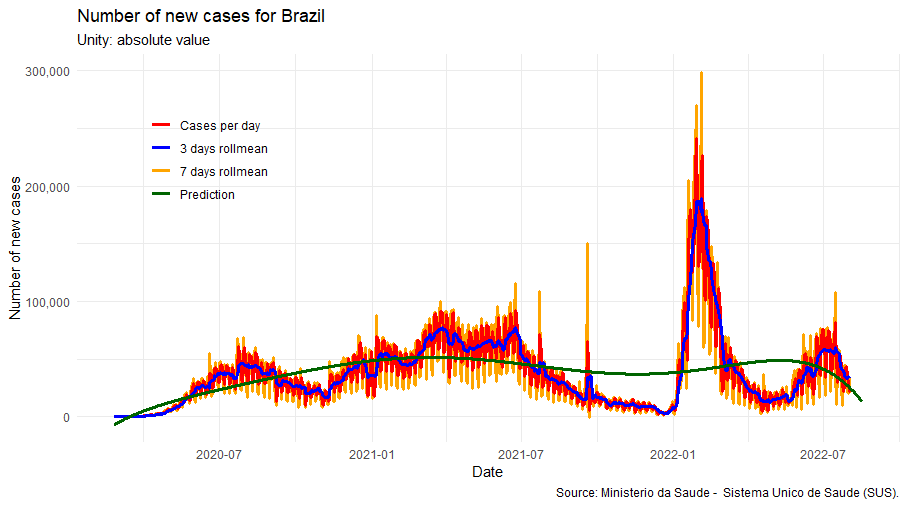 Number of new cases for Brazil
Unity: absolute value
300,000
200,000
100,000
0
Number of new cases
Cases per day
3 days rollmean
7 days rollmean
Prediction
2020-07
2021-01
2021-07
2022-01
2022-07
Date
Source: Ministerio da Saude -  Sistema Unico de Saude (SUS).